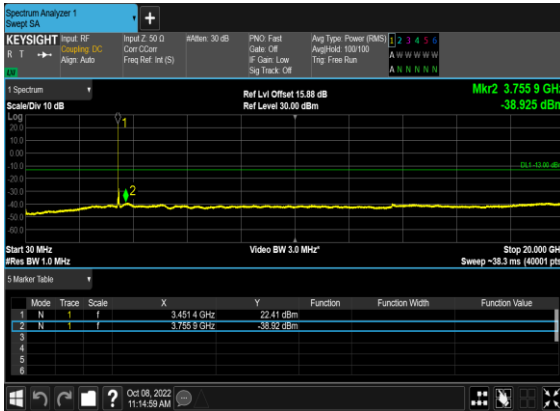 Spectrum Analyzer 1
Swept SA
+
KEYSIGHT Input: RF Input Z: 50 Ω #Atten: 30 dB PNO: Fast Avg Type: Power (RMS) 1 2 3 4 5 6
R T Coupling: DC Corr CCorr Gate: Off Avg|Hold: 100/100 A W W W W W
Align: Auto Freq Ref: Int (S) IF Gain: Low Trig: Free Run
Sig Track: Off A N N N N N
1 Spectrum
Ref Lvl Offset 15.88 dB Mkr2 3.755 9 GHz
Scale/Div 10 dB Ref Level 30.00 dBm -38.925 dBm
Log
20.0
10.0
0.00
-10.0
-20.0
-30.0
-40.0
-50.0
-60.0
1
2
DL1 -13.00 dBm
Start 30 MHz Video BW 3.0 MHz* Stop 20.000 GHz
#Res BW 1.0 MHz Sweep ~38.3 ms (40001 pts)
5 Marker Table
Mode Trace Scale X Y Function Function Width Function Value
1 N 1 f 3.451 4 GHz 22.41 dBm
2 N 1 f 3.755 9 GHz -38.92 dBm
3
4
5
6
? Oct 08, 2022
11:14:59 AM